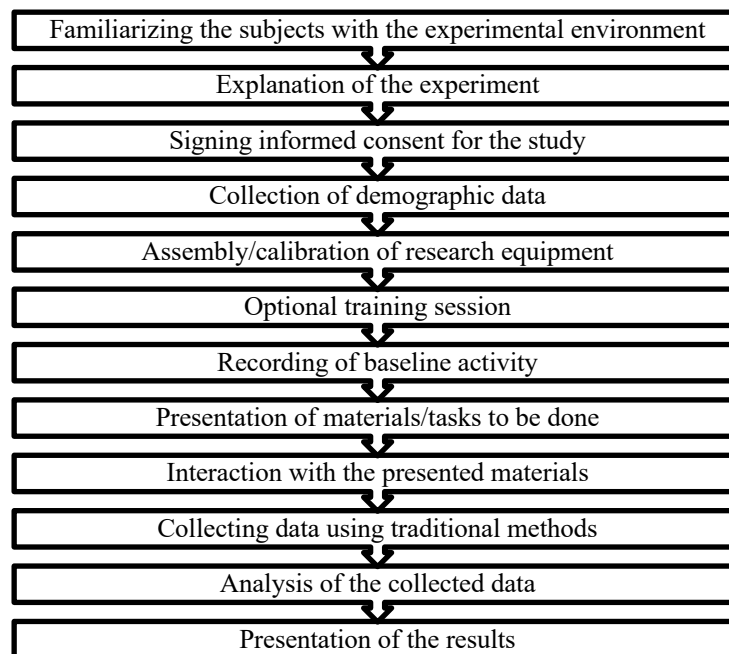 Familiarizing the subjects with the experimental environment
Explanation of the experiment
Signing informed consent for the study
Collection of demographic data
Assembly/calibration of research equipment
Optional training session
Recording of baseline activity
Presentation of materials/tasks to be done
Interaction with the presented materials
Collecting data using traditional methods
Analysis of the collected data
Presentation of the results